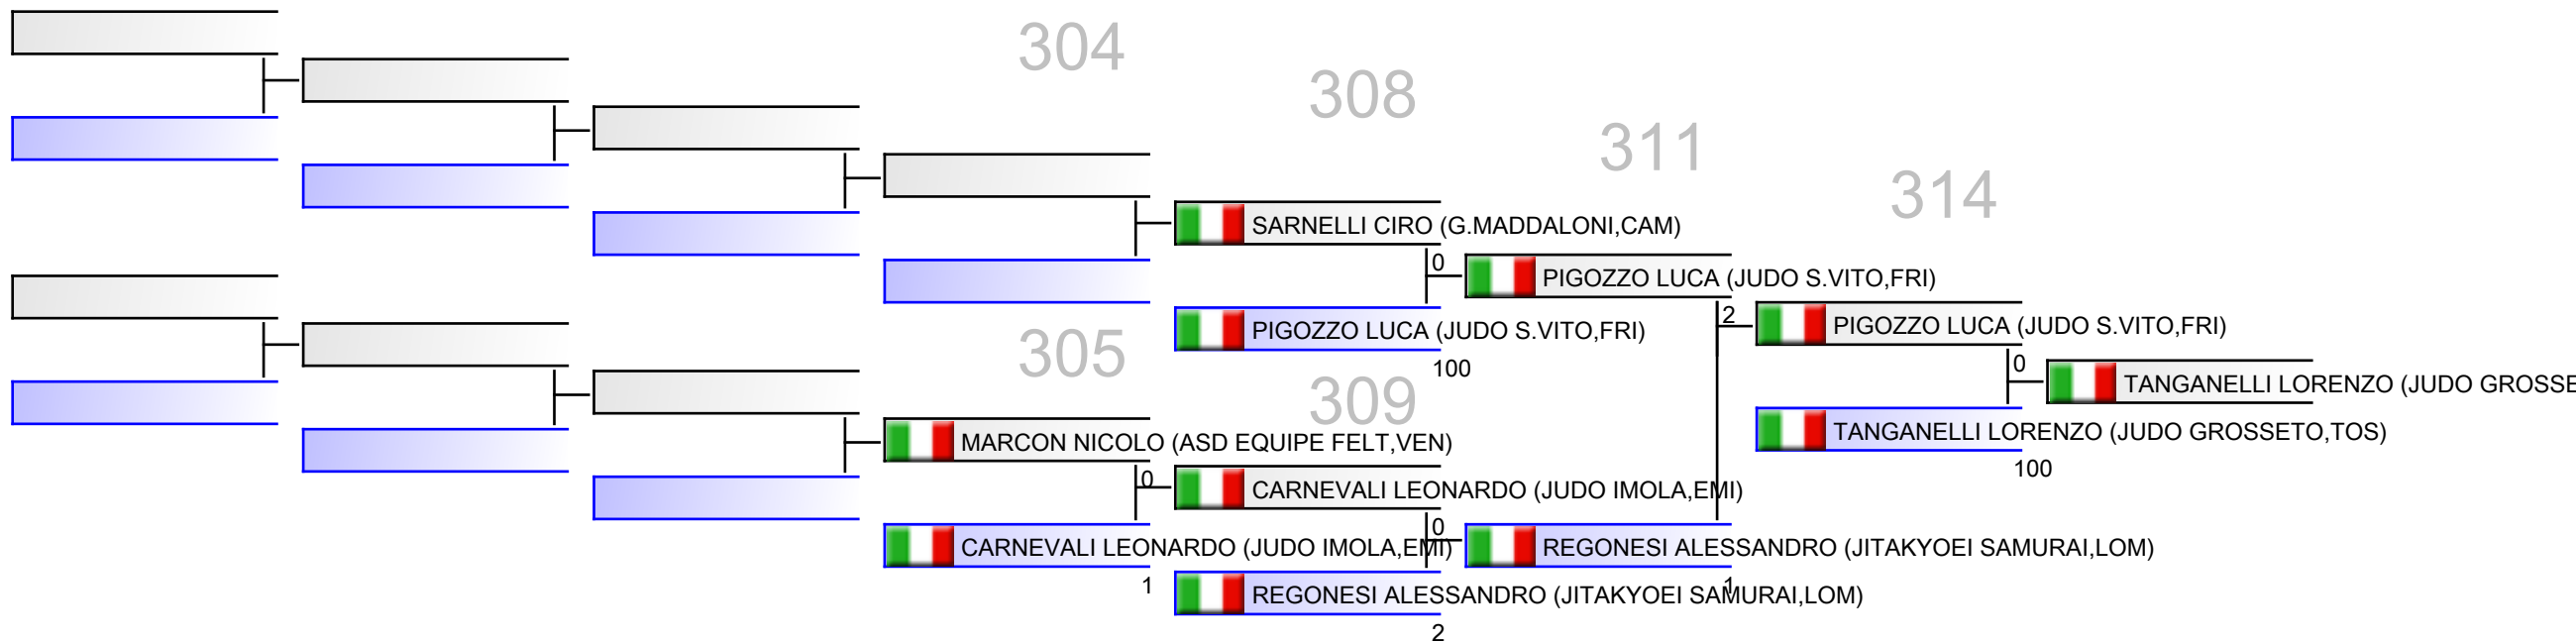 304
308
311
314
SARNELLI CIRO (G.MADDALONI,CAM)
0
PIGOZZO LUCA (JUDO S.VITO,FRI)
PIGOZZO LUCA (JUDO S.VITO,FRI)
100
2
PIGOZZO LUCA (JUDO S.VITO,FRI)
0
TANGANELLI LORENZO (JUDO GROSSE
TANGANELLI LORENZO (JUDO GROSSETO,TOS)
100
305
309
MARCON NICOLO (ASD EQUIPE FELT,VEN)
0
CARNEVALI LEONARDO (JUDO IMOLA,EMI)
CARNEVALI LEONARDO (JUDO IMOLA,EMI)
1
0
REGONESI ALESSANDRO (JITAKYOEI SAMURAI,LOM)
1
REGONESI ALESSANDRO (JITAKYOEI SAMURAI,LOM)
2